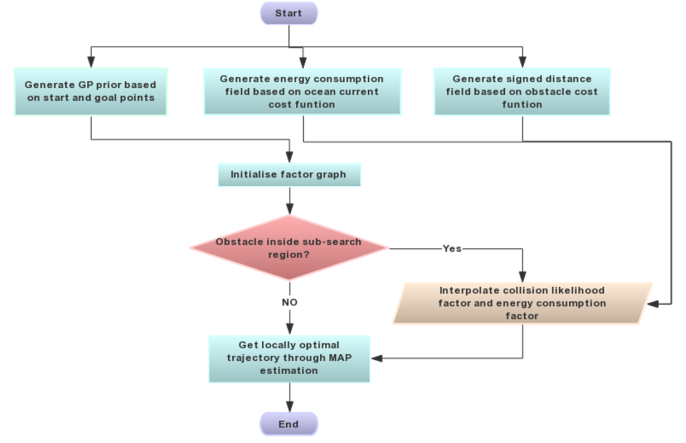 Start
Generate GP prior based
on start and goal points
Generate energy consumption
field based on ocean current
cost funtion
Generate signed distance
field based on obstacle cost
funtion
Initialise factor graph
Obstacle inside sub-search
region?
Yes
NO
Interpolate collision likelihood
factor and energy consumption
factor
Get locally optimal
trajectory through MAP
estimation
End